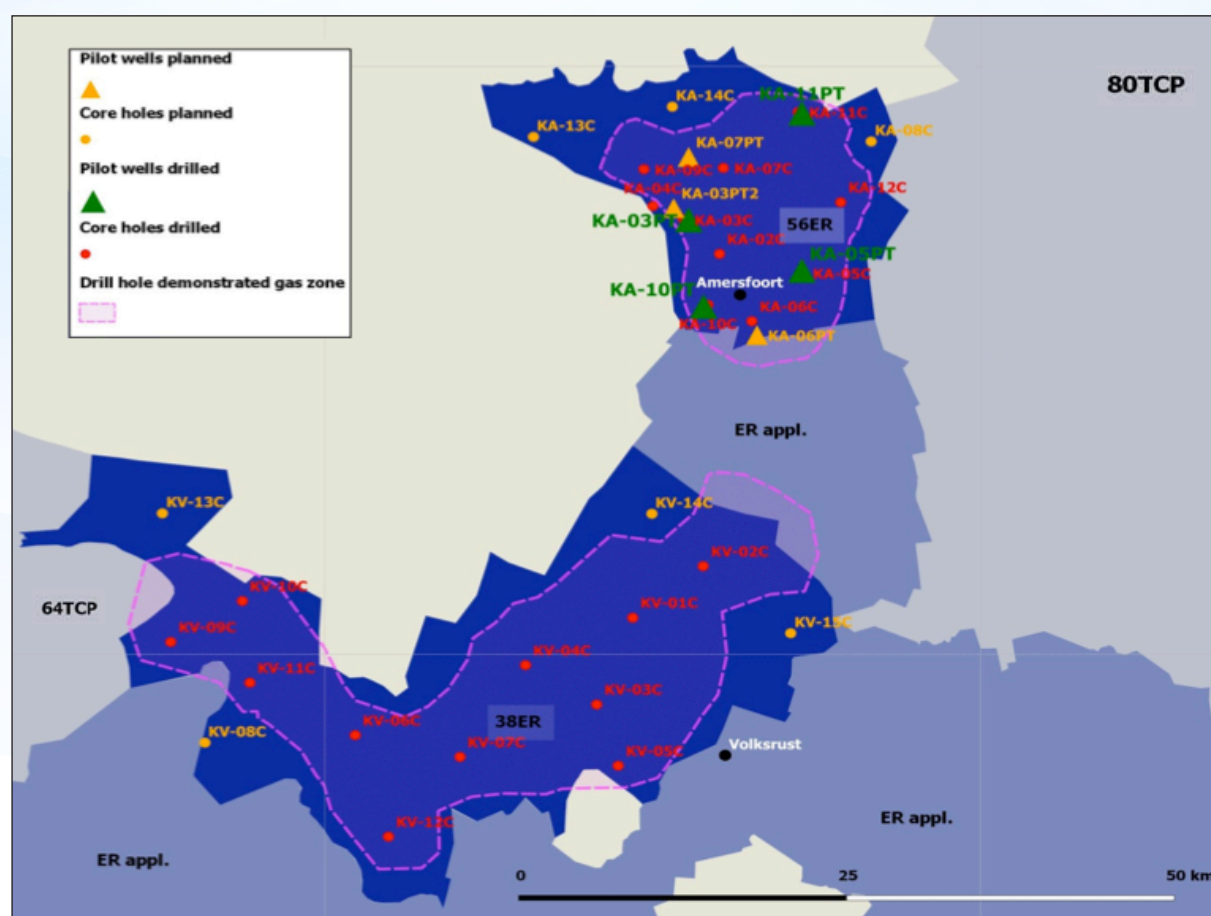 Pilot wells planned
Core holes planned
Pilot wells drilled
Core holes drilled
Drill hole demonstrated gas zone
80TCP
KA-14C
KA-11PT
KA-11C
KA-13C
KA-08C
KA-07PT
KA-09C
KA-07C
KA-04C
KA-12C
KA-03PT2
KA-03PT
KA-03C
56ER
KA-02C
KA-05PT
KA-05C
Amersfoort
KA-10PT
KA-10C
KA-06C
KA-06PT
ER appl.
KV-13C
KV-14C
KV-02C
KV-10C
64TCP
KV-01C
KV-09C
KV-15C
KV-04C
KV-11C
KV-03C
KV-06C
38ER
KV-08C
KV-07C
KV-05C
Volksrust
KV-12C
ER appl.
ER appl.
0 25 50 km